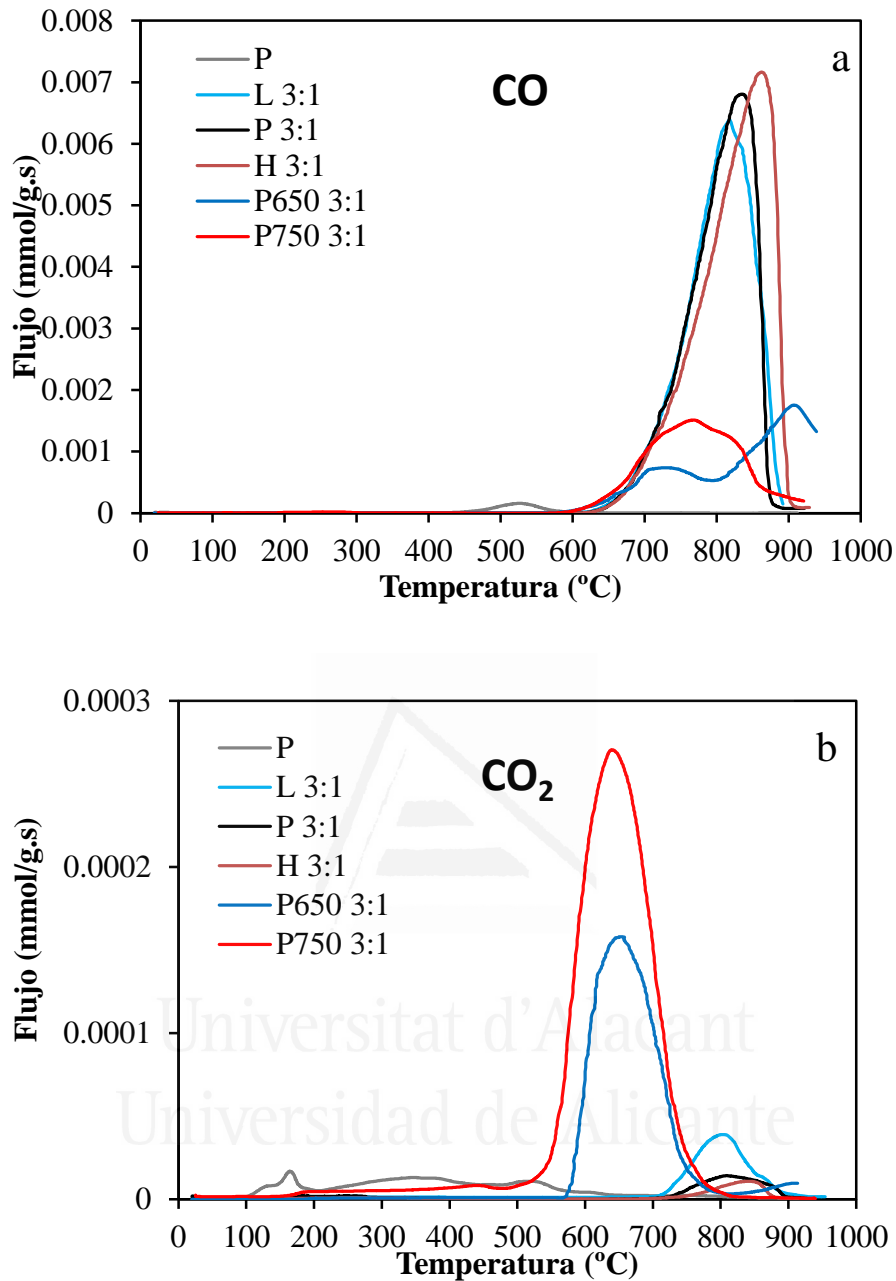 0.008
0.007
0.006
0.005
0.004
0.003
0.002
0.001
0
Flujo (mmol/g.s)
P
L 3:1
P 3:1
H 3:1
P650 3:1
P750 3:1
CO
a
0 100 200 300 400 500 600 700 800 900 1000
Temperatura (ºC)
0.0003
0.0002
0.0001
0
Flujo (mmol/g.s)
P
L 3:1
P 3:1
H 3:1
P650 3:1
P750 3:1
CO₂
b
Universitat d'Alacant
Universidad de Alicante
0 100 200 300 400 500 600 700 800 900 1000
Temperatura (ºC)